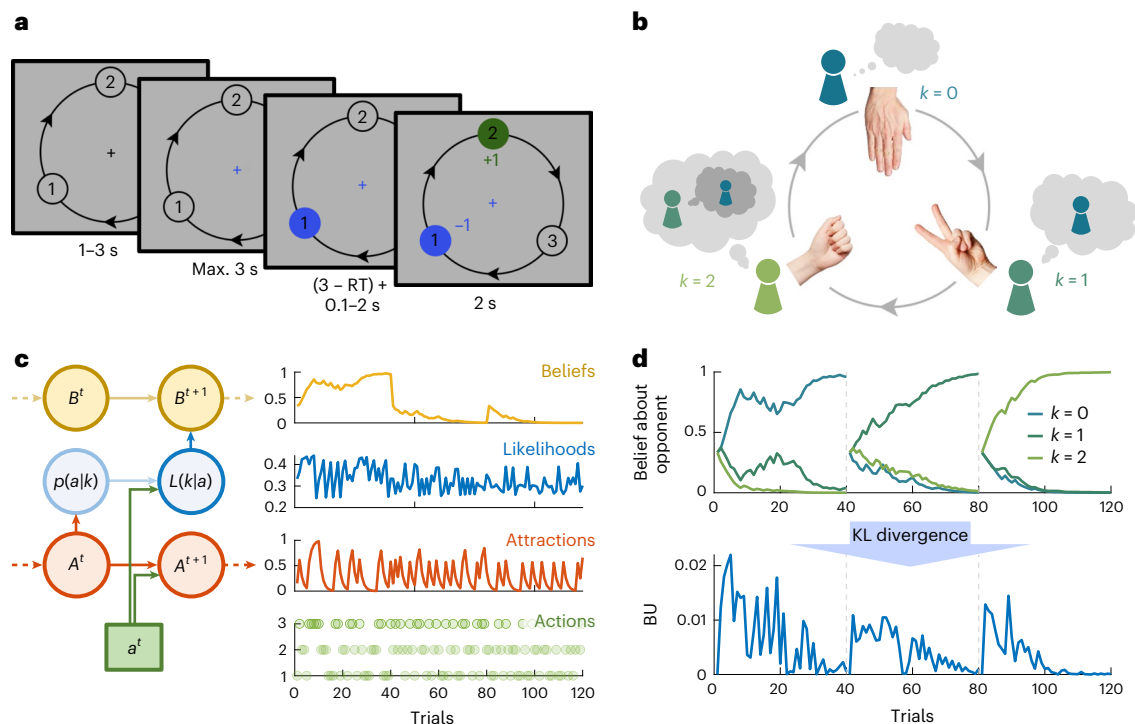 a
2
1
1–3 s
2
1
Max. 3 s
2
1
(3 – RT) +
0.1–2 s
2
+1
1
–1
3
2 s
b
k = 0
k = 2
k = 1
c
B^t
B^{t+1}
p(a|k)
L(k|a)
A^t
A^{t+1}
a^t
Beliefs
1
0.5
0
Likelihoods
0.4
0.3
0.2
Attractions
1
0.5
0
Actions
3
2
1
0 20 40 60 80 100 120
Trials
d
Belief about
opponent
1
0.5
0
k = 0
k = 1
k = 2
0 40 40 80 80 120
KL divergence
BU
0.02
0.01
0
0 20 40 60 80 100 120
Trials